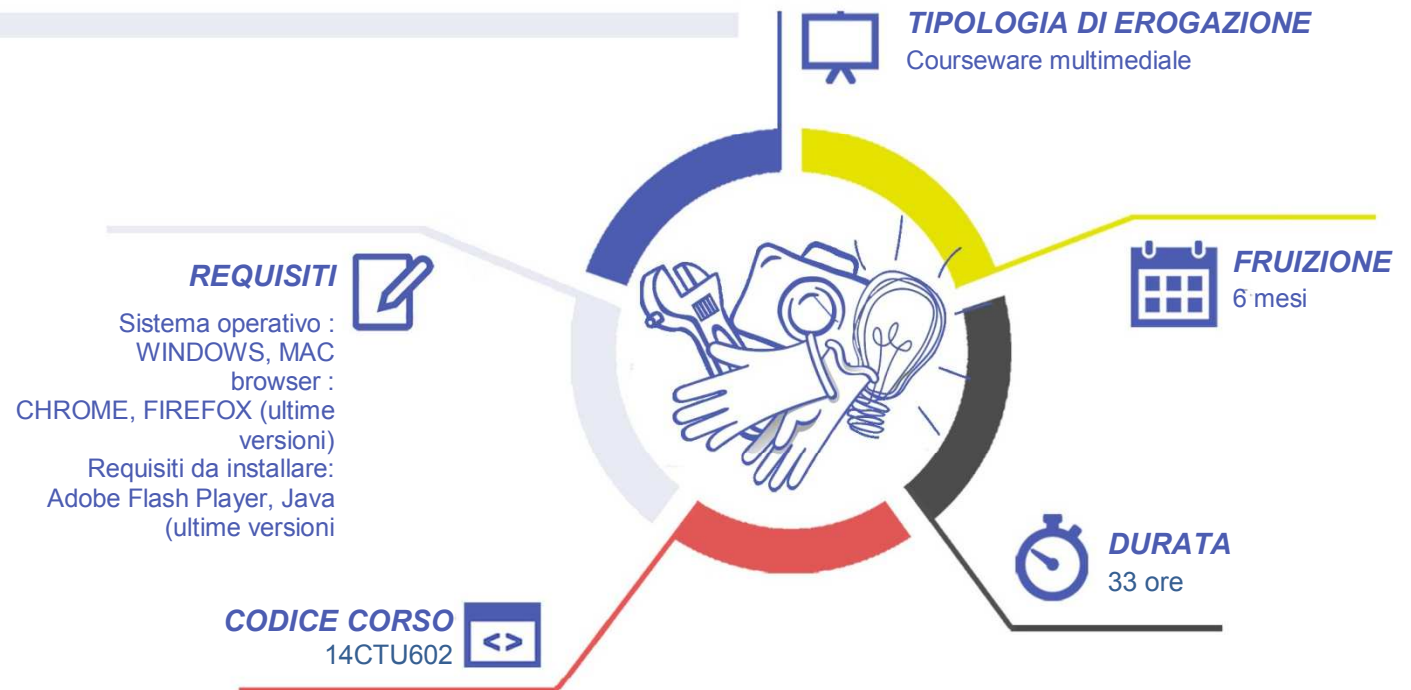 TIPOLOGIA DI EROGAZIONE
Courseware multimediale
REQUISITI
Sistema operativo :
WINDOWS, MAC
browser :
CHROME, FIREFOX (ultime
versioni)
Requisiti da installare:
Adobe Flash Player, Java
(ultime versioni
FRUIZIONE
6 mesi
DURATA
33 ore
CODICE CORSO
14CTU602
<>